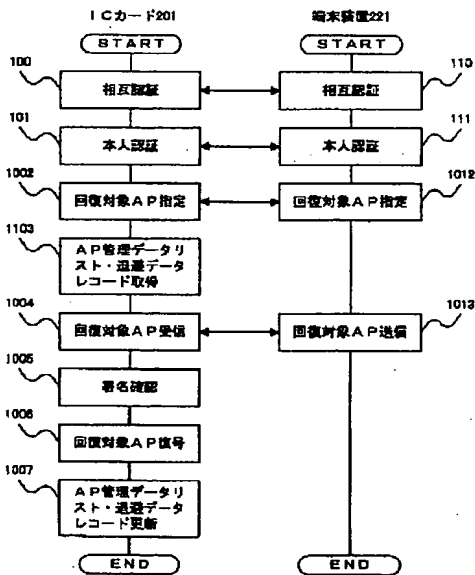 ICカード201
端末装置221
START
START
100
相互認証
相互認証
110
101
本人認証
本人認証
111
1002
回復対象AP指定
回復対象AP指定
1012
1103
AP管理データリ
スト・退避データ
レコード取得
1004
回復対象AP受信
回復対象AP送信
1013
1005
署名確認
1006
回復対象AP復号
1007
AP管理データリ
スト・退避データ
レコード更新
END
END